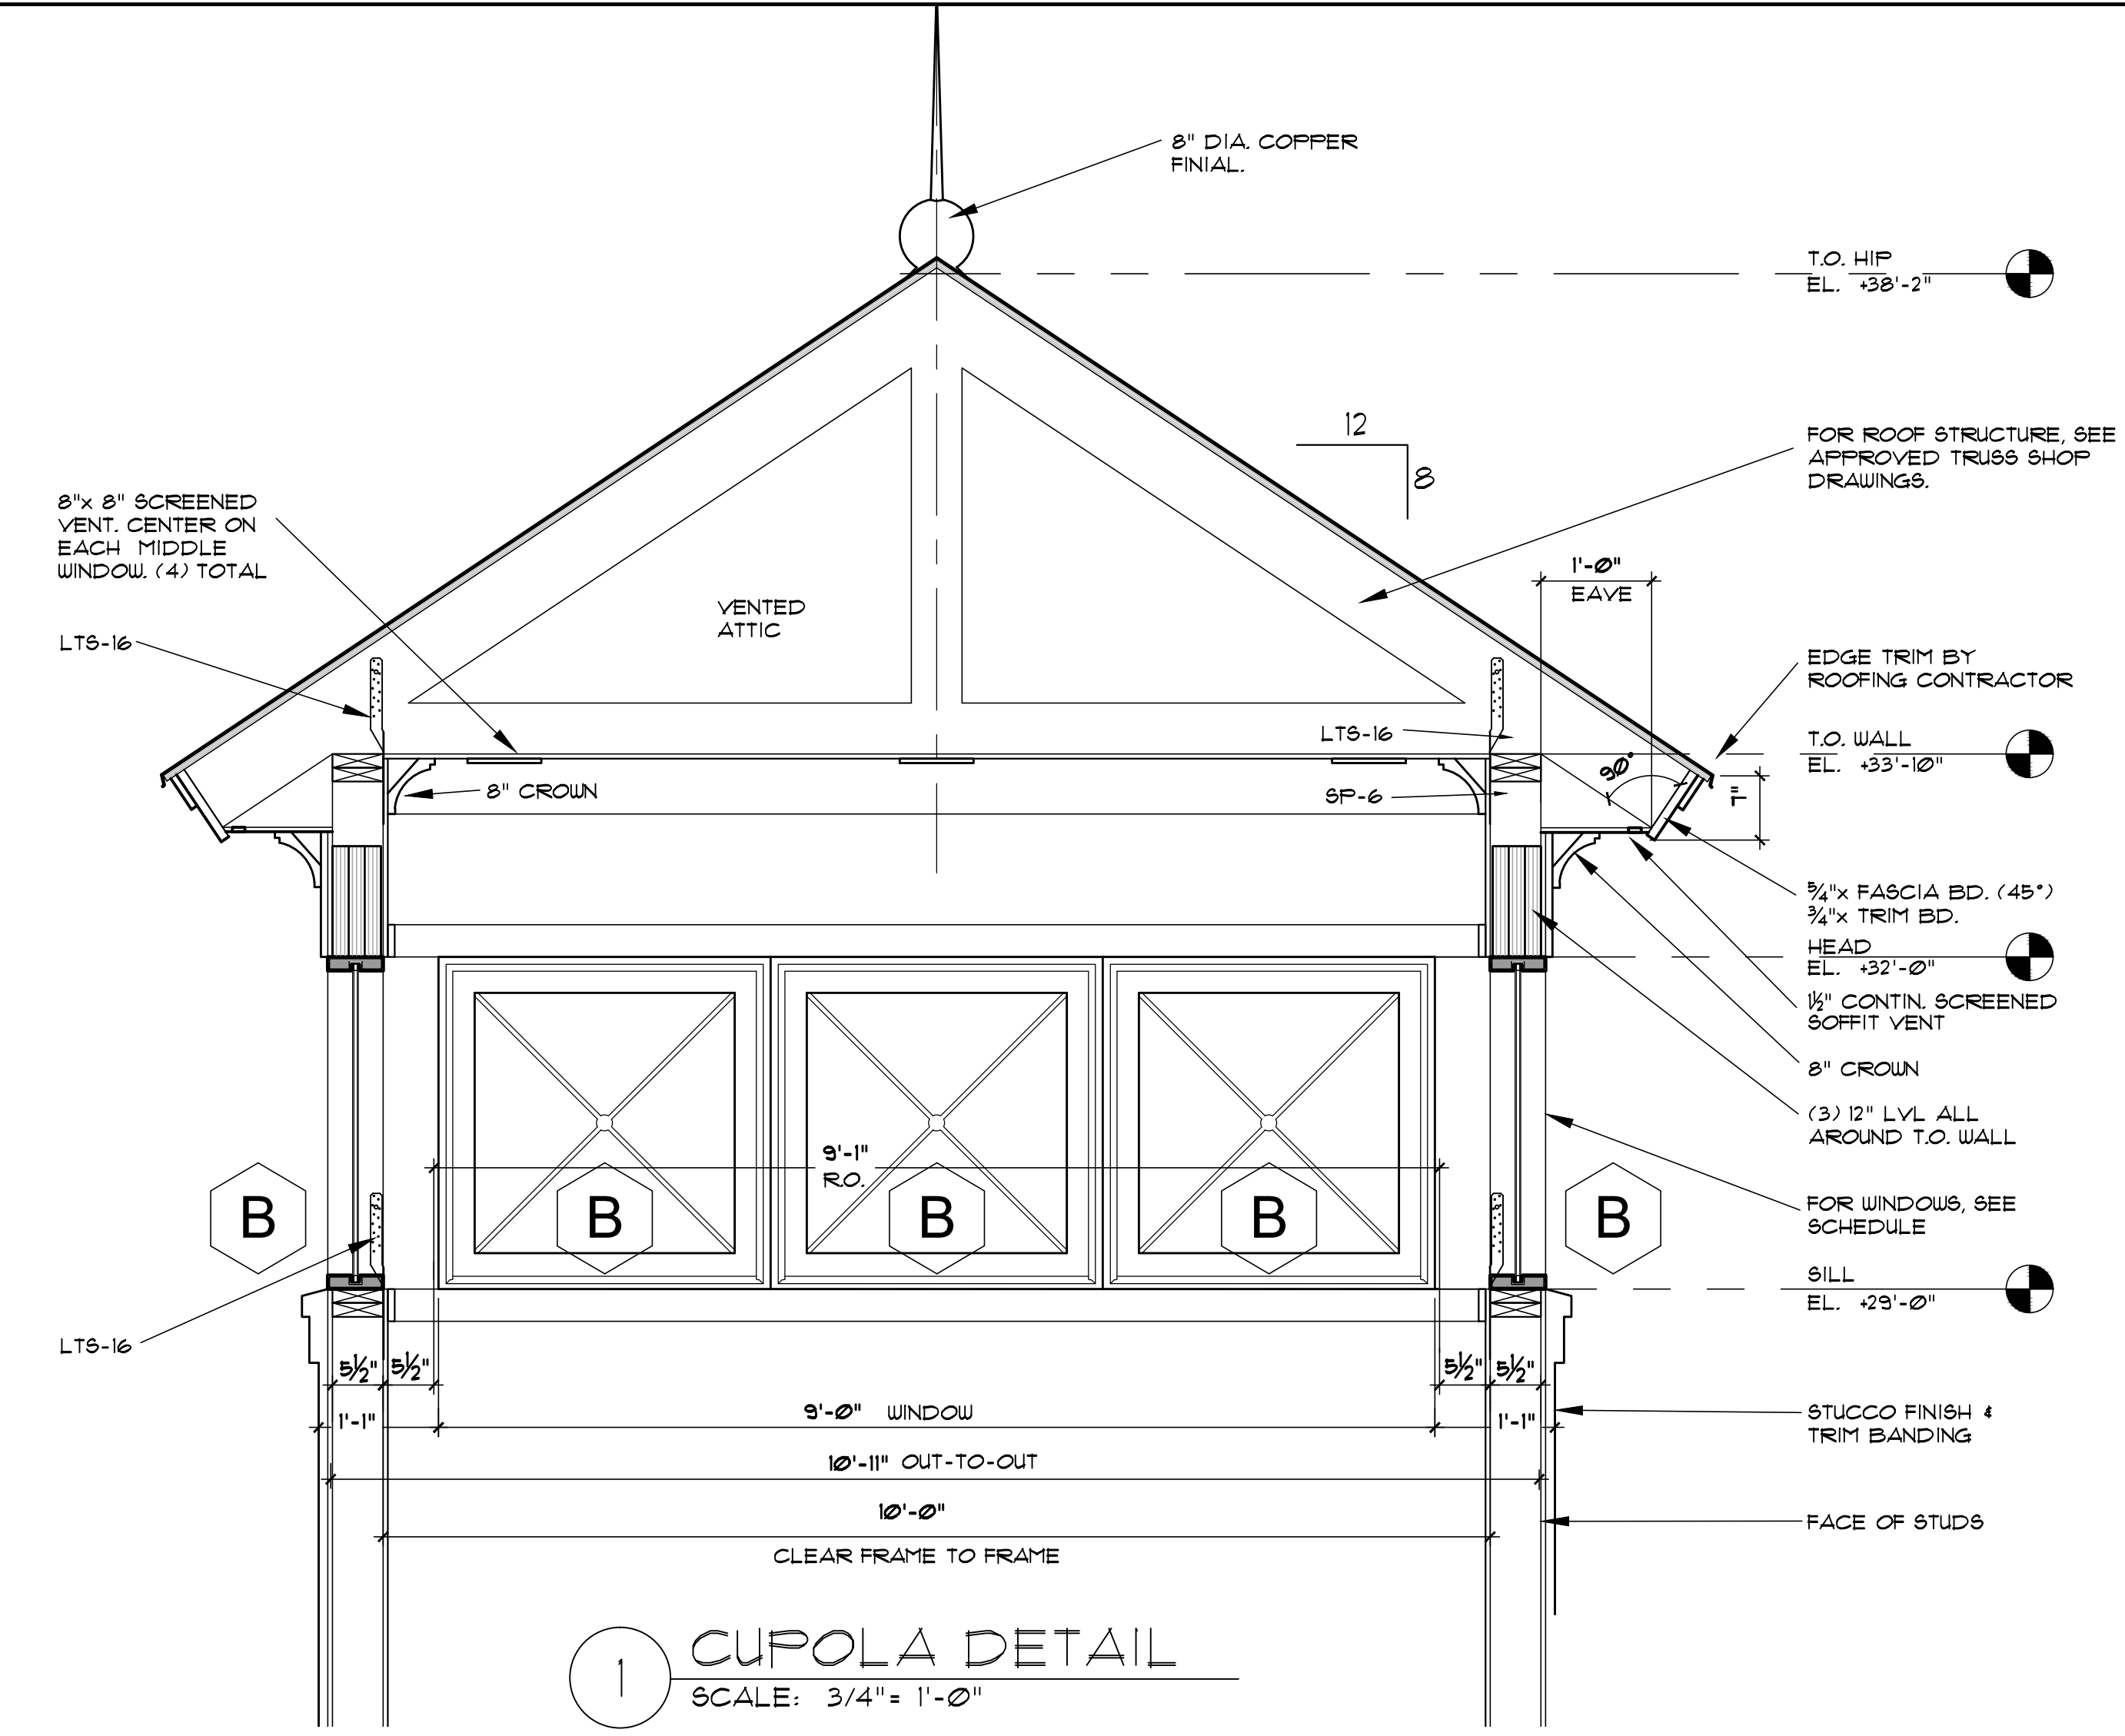 8" DIA. COPPER
FINIAL.
T.O. HIP
EL. +38'-2"
12
8
FOR ROOF STRUCTURE, SEE
APPROVED TRUSS SHOP
DRAWINGS.
8"x 8" SCREENED
VENT. CENTER ON
EACH MIDDLE
WINDOW. (4) TOTAL
1'-0"
EAVE
VENTED
ATTIC
LTS-16
EDGE TRIM BY
ROOFING CONTRACTOR
LTS-16
T.O. WALL
EL. +33'-10"
90°
7"
8" CROWN
SP-6
5/4"x FASCIA BD. (45°)
3/4"x TRIM BD.
HEAD
EL. +32'-0"
1½" CONTIN. SCREENED
SOFFIT VENT
8" CROWN
(3) 12" LVL ALL
AROUND T.O. WALL
9'-1"
R.O.
B
B
B
B
B
FOR WINDOWS, SEE
SCHEDULE
SILL
EL. +29'-0"
LTS-16
5½" 5½"
5½" 5½"
1'-1"
9'-0" WINDOW
1'-1"
STUCCO FINISH &
TRIM BANDING
10'-11" OUT-TO-OUT
10'-0"
CLEAR FRAME TO FRAME
FACE OF STUDS
1
CUPOLA DETAIL
SCALE: 3/4"= 1'-0"